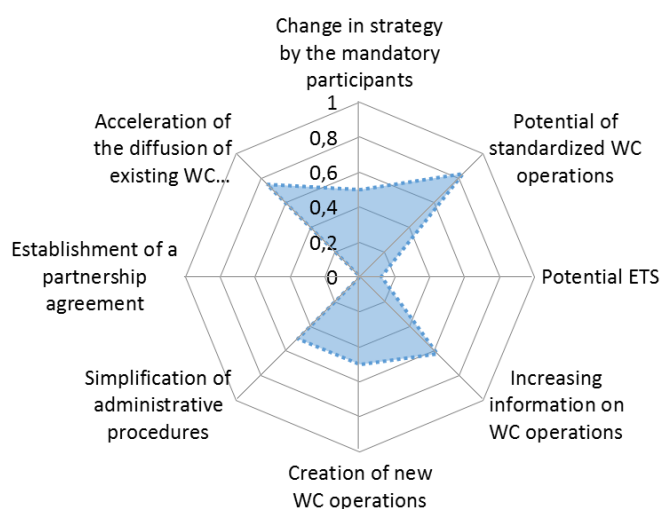 Change in strategy
by the mandatory
participants
Potential of
standardized WC
operations
Potential ETS
Increasing
information on
WC operations
Creation of new
WC operations
Simplification of
administrative
procedures
Establishment of a
partnership
agreement
Acceleration of
the diffusion of
existing WC...
1
0,8
0,6
0,4
0,2
0